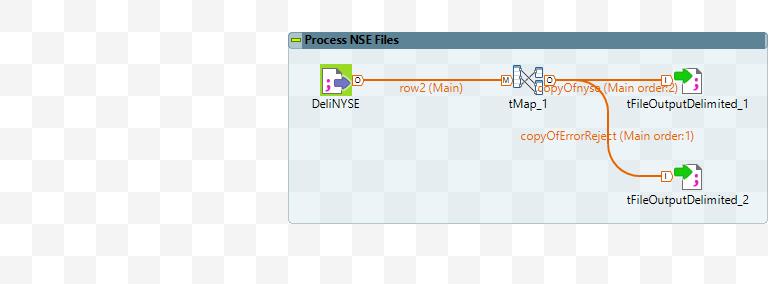 Process NSE Files
DeliNYSE
row2 (Main)
tMap_1
copyOfnyse (Main order:2)
tFileOutputDelimited_1
copyOfErrorReject (Main order:1)
tFileOutputDelimited_2
O
M
O
I
I